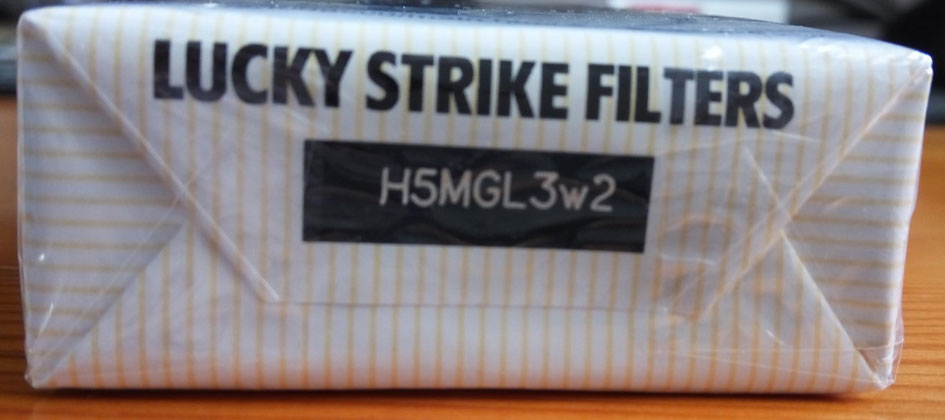 LUCKY STRIKE FILTERS
H5MGL3w2